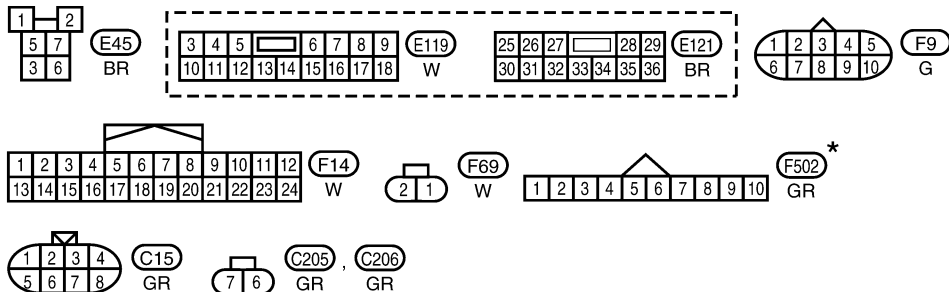 1 2
5 7
3 6
E45
BR
3 4 5 6 7 8 9
10 11 12 13 14 15 16 17 18
E119
W
25 26 27 28 29
30 31 32 33 34 35 36
E121
BR
1 2 3 4 5
6 7 8 9 10
F9
G
1 2 3 4 5 6 7 8 9 10 11 12
13 14 15 16 17 18 19 20 21 22 23 24
F14
W
2 1
F69
W
1 2 3 4 5 6 7 8 9 10
F502 *
GR
1 2 3 4
5 6 7 8
C15
GR
7 6
C205 , C206
GR GR